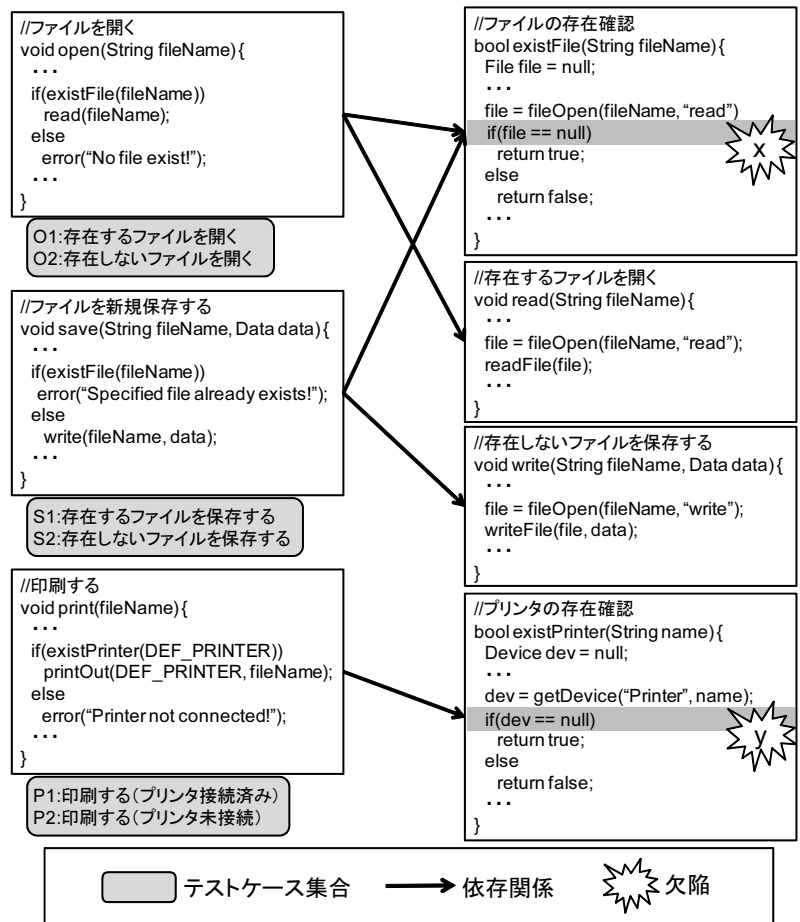 //ファイルを開く
void open(String fileName){
・・・
if(existFile(fileName))
read(fileName);
else
error(“No file exist!”);
・・・
}
O1:存在するファイルを開く
O2:存在しないファイルを開く
//ファイルを新規保存する
void save(String fileName, Data data){
・・・
if(existFile(fileName))
error(“Specified file already exists!”);
else
write(fileName, data);
・・・
}
S1:存在するファイルを保存する
S2:存在しないファイルを保存する
//印刷する
void print(fileName){
・・・
if(existPrinter(DEF_PRINTER))
printOut(DEF_PRINTER, fileName);
else
error(“Printer not connected!”);
・・・
}
P1:印刷する(プリンタ接続済み)
P2:印刷する(プリンタ未接続)
//ファイルの存在確認
bool existFile(String fileName){
File file = null;
・・・
file = fileOpen(fileName, “read”)
if(file == null)
return true;
else
return false;
・・・
}
x
//存在するファイルを開く
void read(String fileName){
・・・
file = fileOpen(fileName, “read”);
readFile(file);
・・・
}
//存在しないファイルを保存する
void write(String fileName, Data data){
・・・
file = fileOpen(fileName, “write”);
writeFile(file, data);
・・・
}
//プリンタの存在確認
bool existPrinter(String name){
Device dev = null;
・・・
dev = getDevice(“Printer”, name);
if(dev == null)
return true;
else
return false;
・・・
}
y
テストケース集合
依存関係
欠陥